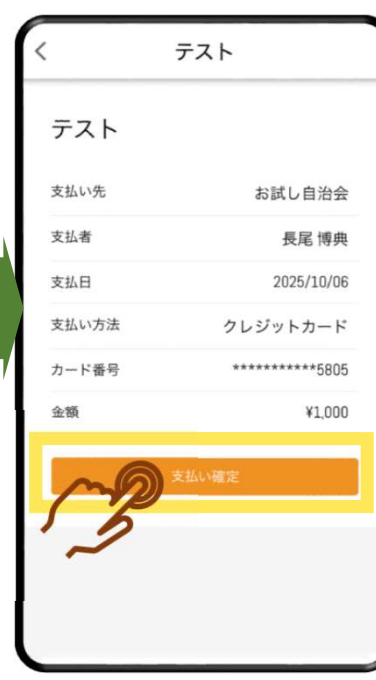 テスト
テスト
支払い先 お試し自治会
支払者 長尾 博典
支払日 2025/10/06
支払い方法 クレジットカード
カード番号 ***********5805
金額 ¥1,000
支払い確定